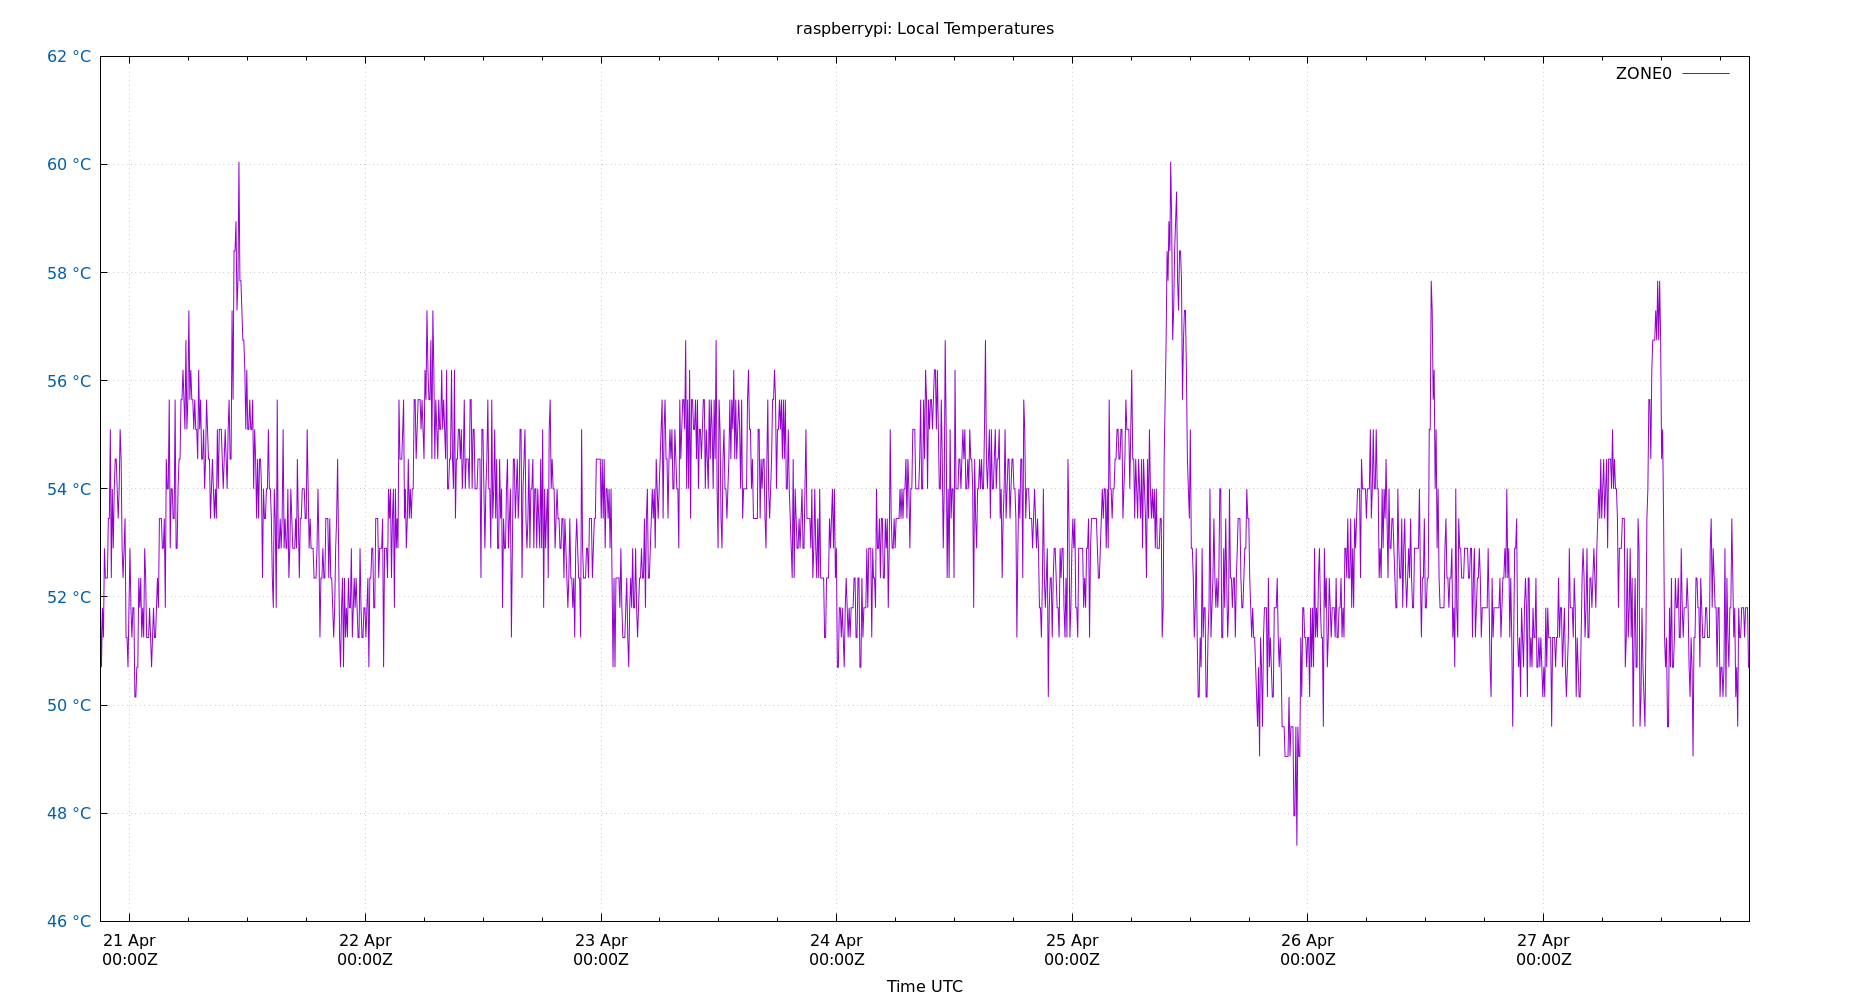 raspberrypi: Local Temperatures
62 °C
ZONE0
60 °C
58 °C
56 °C
54 °C
52 °C
50 °C
48 °C
46 °C
21 Apr 22 Apr 23 Apr 24 Apr 25 Apr 26 Apr 27 Apr
00:00Z 00:00Z 00:00Z 00:00Z 00:00Z 00:00Z 00:00Z
Time UTC